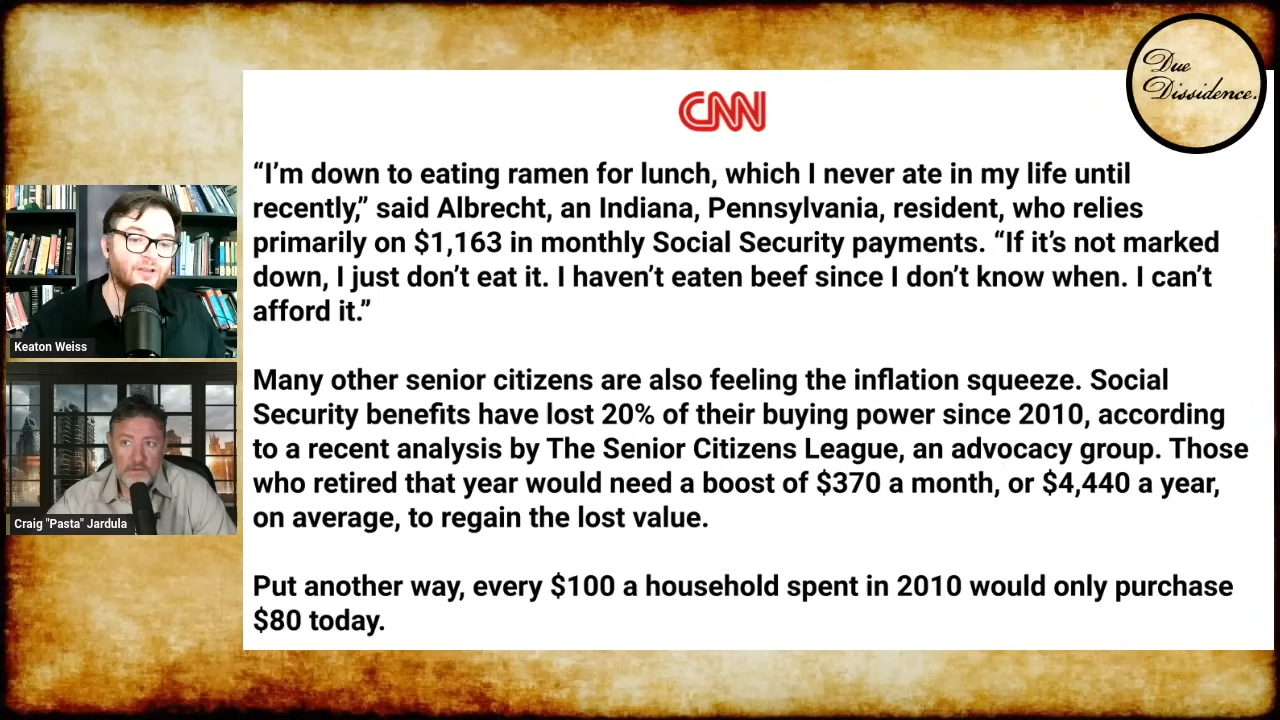 Due
Dissidence.
CNN
“I’m down to eating ramen for lunch, which I never ate in my life until
recently,” said Albrecht, an Indiana, Pennsylvania, resident, who relies
primarily on $1,163 in monthly Social Security payments. “If it’s not marked
down, I just don’t eat it. I haven’t eaten beef since I don’t know when. I can’t
afford it.”
Many other senior citizens are also feeling the inflation squeeze. Social
Security benefits have lost 20% of their buying power since 2010, according
to a recent analysis by The Senior Citizens League, an advocacy group. Those
who retired that year would need a boost of $370 a month, or $4,440 a year,
on average, to regain the lost value.
Put another way, every $100 a household spent in 2010 would only purchase
$80 today.
Keaton Weiss
Craig "Pasta" Jardula